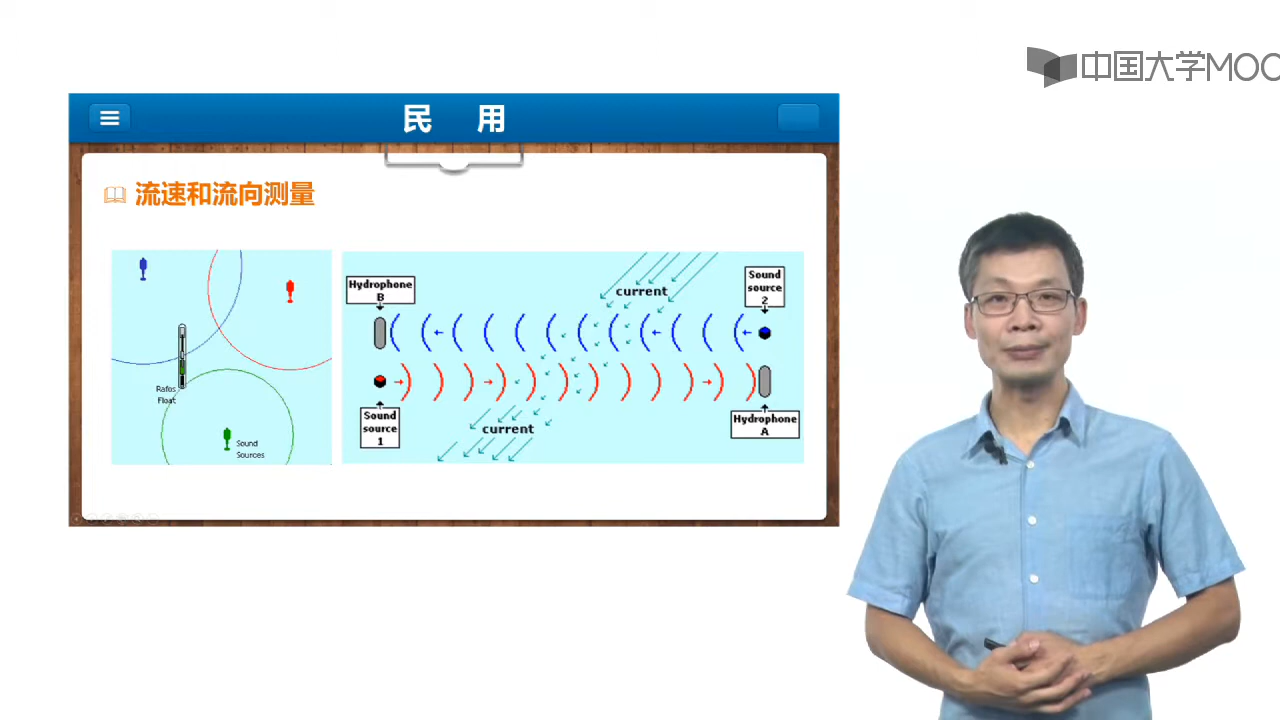 中国大学MOO
民 用
流速和流向测量
Rafos
Float
Sound
Sources
Hydrophone
B
current
Sound
source
2
Sound
source
1
current
Hydrophone
A